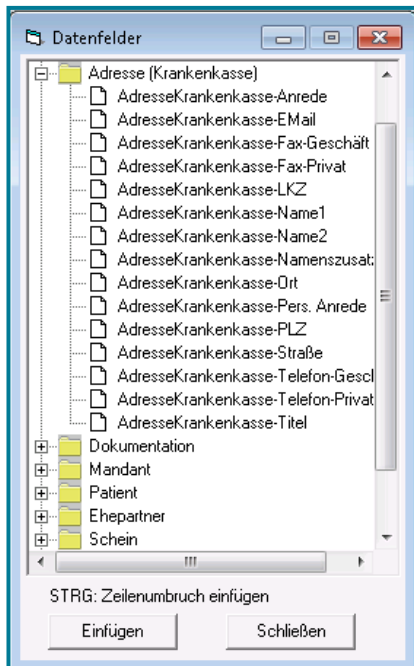 Datenfelder
Adresse (Krankenkasse)
AdresseKrankenkasse-Anrede
AdresseKrankenkasse-EMail
AdresseKrankenkasse-Fax-Geschäft
AdresseKrankenkasse-Fax-Privat
AdresseKrankenkasse-LKZ
AdresseKrankenkasse-Name1
AdresseKrankenkasse-Name2
AdresseKrankenkasse-Namenszusat:
AdresseKrankenkasse-Ort
AdresseKrankenkasse-Pers. Anrede
AdresseKrankenkasse-PLZ
AdresseKrankenkasse-Straße
AdresseKrankenkasse-Telefon-Gescl
AdresseKrankenkasse-Telefon-Privat
AdresseKrankenkasse-Titel
Dokumentation
Mandant
Patient
Ehepartner
Schein
STRG: Zeilenumbruch einfügen
Einfügen Schließen